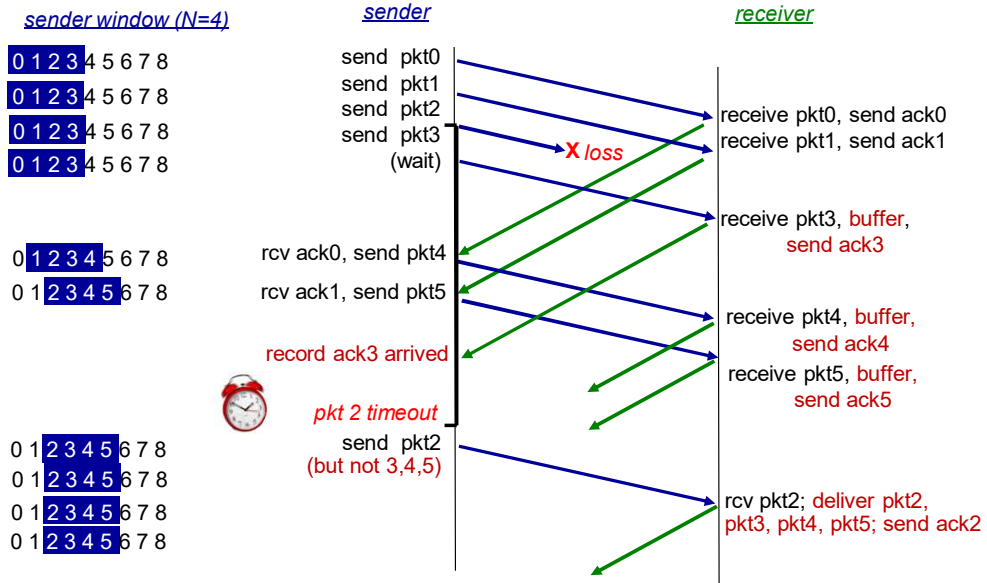 sender window (N=4)
sender
receiver
0 1 2 3 4 5 6 7 8
send pkt0
0 1 2 3 4 5 6 7 8
send pkt1
0 1 2 3 4 5 6 7 8
send pkt2
0 1 2 3 4 5 6 7 8
send pkt3
(wait)
X loss
receive pkt0, send ack0
receive pkt1, send ack1
receive pkt3, buffer,
send ack3
0 1 2 3 4 5 6 7 8
rcv ack0, send pkt4
0 1 2 3 4 5 6 7 8
rcv ack1, send pkt5
receive pkt4, buffer,
send ack4
record ack3 arrived
receive pkt5, buffer,
send ack5
pkt 2 timeout
0 1 2 3 4 5 6 7 8
send pkt2
(but not 3,4,5)
0 1 2 3 4 5 6 7 8
0 1 2 3 4 5 6 7 8
0 1 2 3 4 5 6 7 8
rcv pkt2; deliver pkt2,
pkt3, pkt4, pkt5; send ack2